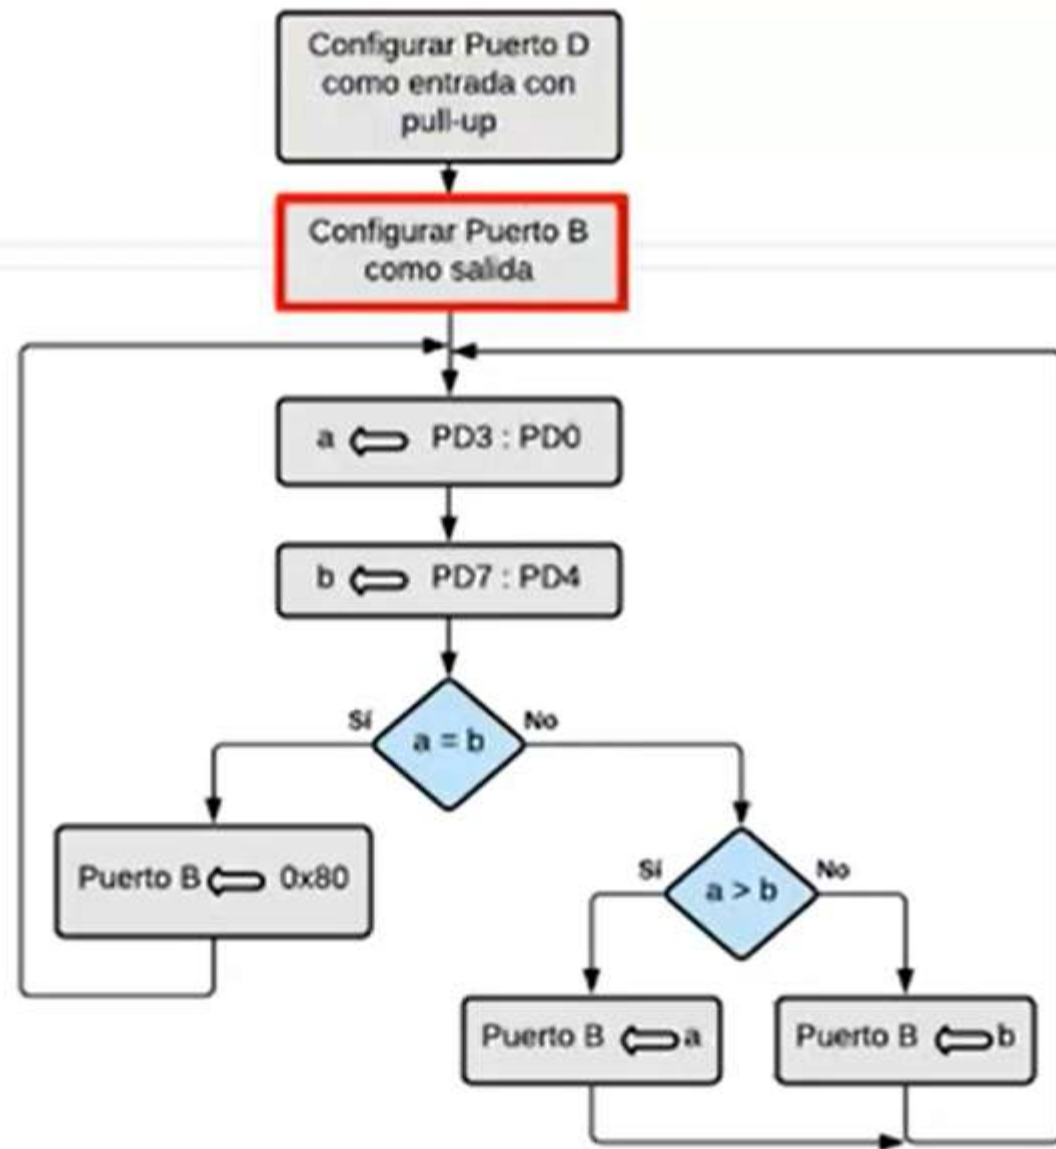 Configurar Puerto D
como entrada con
pull-up
Configurar Puerto B
como salida
a ⇐ PD3 : PD0
b ⇐ PD7 : PD4
Sí
a = b
No
Puerto B ⇐ 0x80
Sí
a > b
No
Puerto B ⇐ a
Puerto B ⇐ b